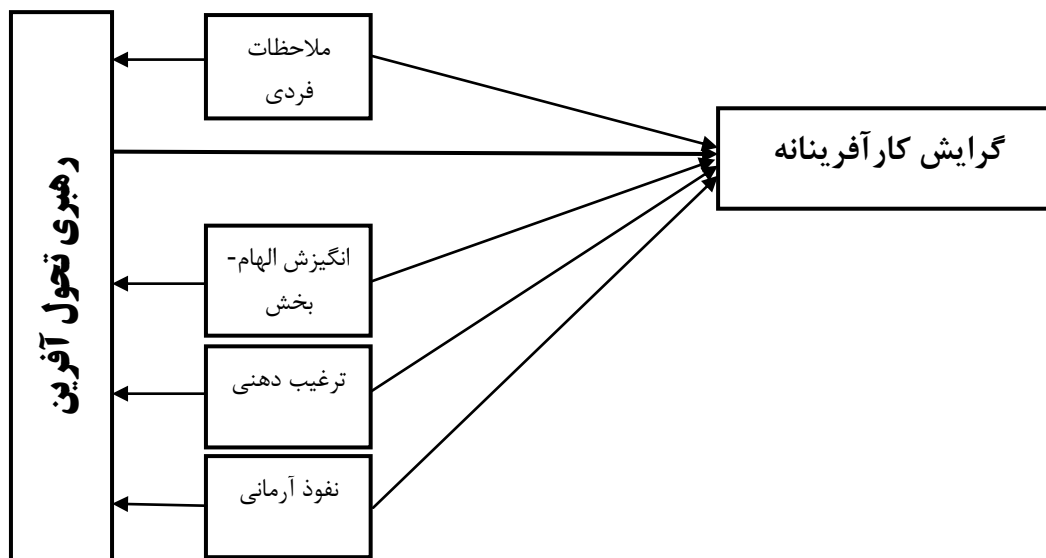 ملاحظات
فردی
گرایش کارآفرینانه
رهبری تحول آفرین
انگیزش الهام-
بخش
ترغیب دهنی
نفوذ آرمانی